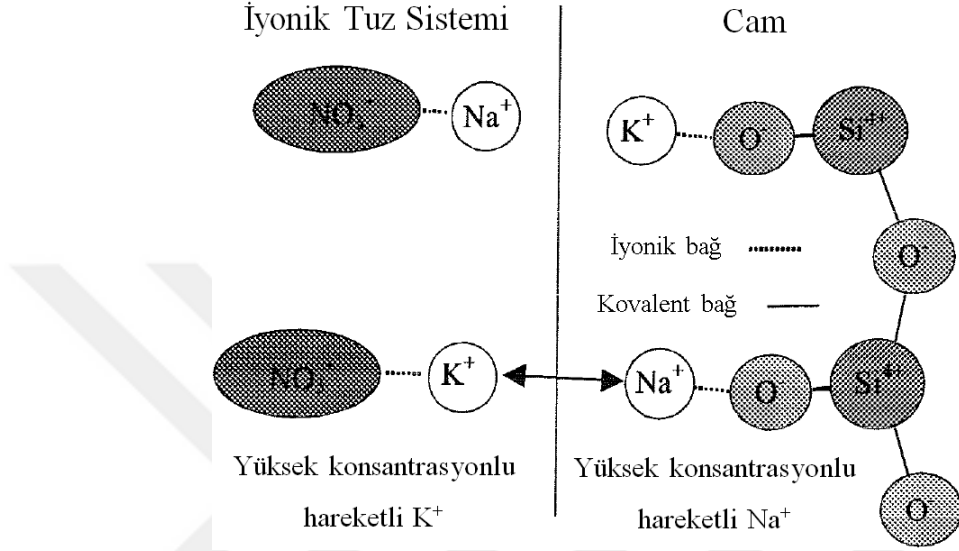 İyonik Tuz Sistemi
Cam
NO₃⁻
Na⁺
K⁺
O⁻
Si⁴⁺
İyonik bağ
O⁻
Kovalent bağ
NO₃⁻
K⁺
Na⁺
O
Si⁴⁺
Yüksek konsantrasyonlu
hareketli K⁺
Yüksek konsantrasyonlu
hareketli Na⁺
O⁻